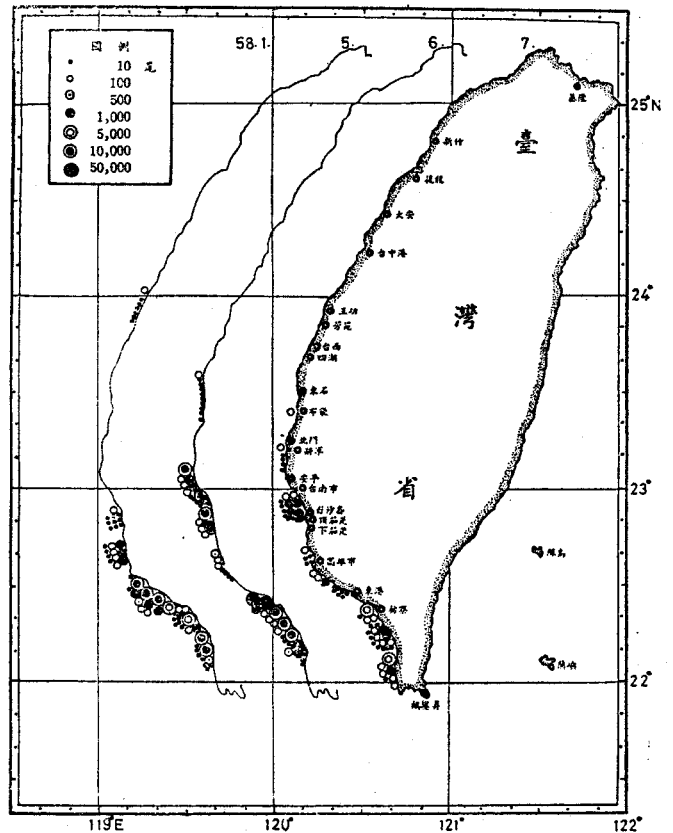 圖例
10 尾
100
500
1,000
5,000
10,000
50,000
58.1. 5. 6. 7.
基隆
25°N
新竹
臺
後龍
大安
台中港
24°
王功
灣
芳苑
台西
四湖
東石
布袋
北門
將軍
安平
台南市
省
23°
白沙崙
頂茄萣
下茄萣
高雄市
綠島
東港
枋寮
蘭嶼
22°
鵝鑾鼻
119°E 120° 121° 122°